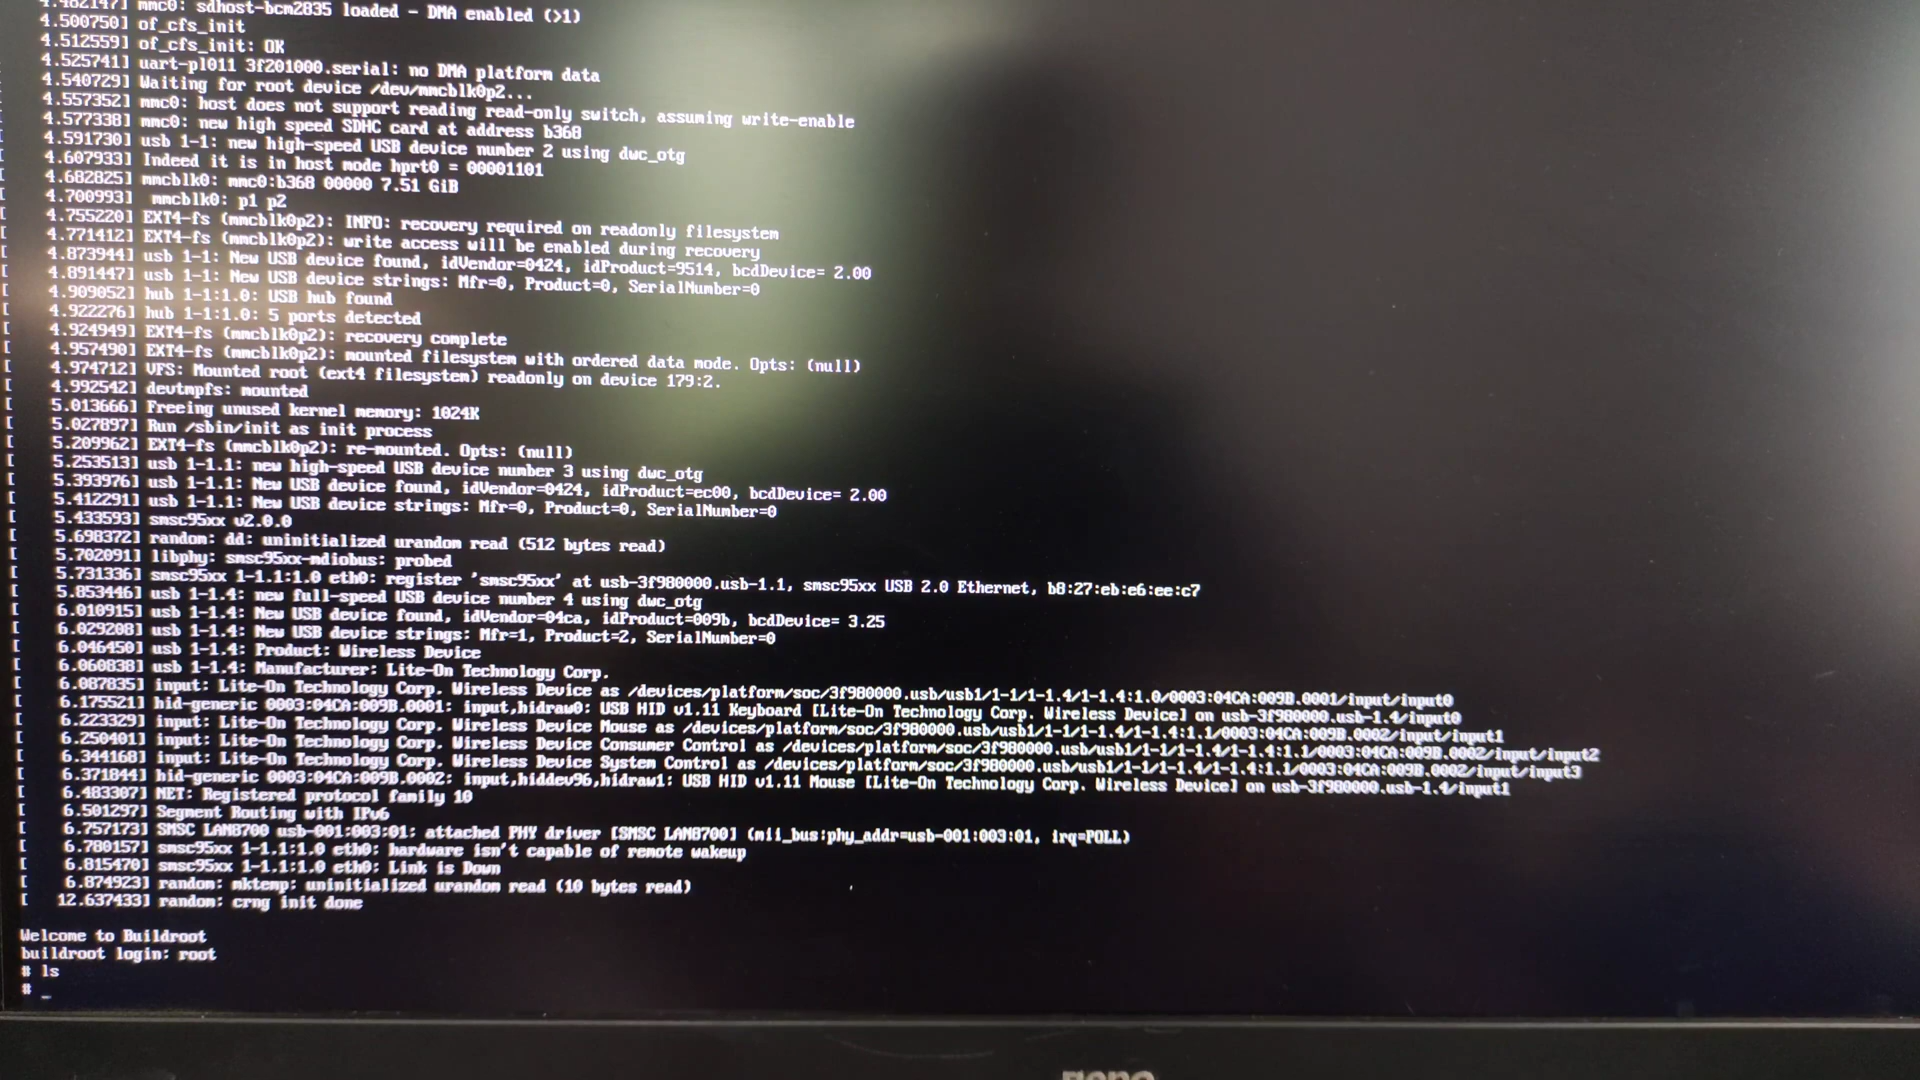 4.482147] mmc0: sdhost-bcm2835 loaded - DMA enabled (>1)
4.500750] of_cfs_init
4.512559] of_cfs_init: OK
4.525741] uart-pl011 3f201000.serial: no DMA platform data
4.540729] Waiting for root device /dev/mmcblk0p2...
4.557352] mmc0: host does not support reading read-only switch, assuming write-enable
[    4.577338] mmc0: new high speed SDHC card at address b368
[    4.591730] usb 1-1: new high-speed USB device number 2 using dwc_otg
[    4.607933] Indeed it is in host mode hprt0 = 00001101
[    4.682825] mmcblk0: mmc0:b368 00000 7.51 GiB
[    4.700993]  mmcblk0: p1 p2
[    4.755220] EXT4-fs (mmcblk0p2): INFO: recovery required on readonly filesystem
[    4.771412] EXT4-fs (mmcblk0p2): write access will be enabled during recovery
[    4.873944] usb 1-1: New USB device found, idVendor=0424, idProduct=9514, bcdDevice= 2.00
[    4.891447] usb 1-1: New USB device strings: Mfr=0, Product=0, SerialNumber=0
[    4.909052] hub 1-1:1.0: USB hub found
[    4.922276] hub 1-1:1.0: 5 ports detected
[    4.924949] EXT4-fs (mmcblk0p2): recovery complete
[    4.957490] EXT4-fs (mmcblk0p2): mounted filesystem with ordered data mode. Opts: (null)
[    4.974712] VFS: Mounted root (ext4 filesystem) readonly on device 179:2.
[    4.992542] devtmpfs: mounted
[    5.013666] Freeing unused kernel memory: 1024K
[    5.027897] Run /sbin/init as init process
[    5.209962] EXT4-fs (mmcblk0p2): re-mounted. Opts: (null)
[    5.253513] usb 1-1.1: new high-speed USB device number 3 using dwc_otg
[    5.393976] usb 1-1.1: New USB device found, idVendor=0424, idProduct=ec00, bcdDevice= 2.00
[    5.412291] usb 1-1.1: New USB device strings: Mfr=0, Product=0, SerialNumber=0
[    5.433593] smsc95xx v2.0.0
[    5.698372] random: dd: uninitialized urandom read (512 bytes read)
[    5.702091] libphy: smsc95xx-mdiobus: probed
[    5.731336] smsc95xx 1-1.1:1.0 eth0: register 'smsc95xx' at usb-3f980000.usb-1.1, smsc95xx USB 2.0 Ethernet, b8:27:eb:e6:ee:c7
[    5.853446] usb 1-1.4: new full-speed USB device number 4 using dwc_otg
[    6.010915] usb 1-1.4: New USB device found, idVendor=04ca, idProduct=009b, bcdDevice= 3.25
[    6.029208] usb 1-1.4: New USB device strings: Mfr=1, Product=2, SerialNumber=0
[    6.046450] usb 1-1.4: Product: Wireless Device
[    6.060838] usb 1-1.4: Manufacturer: Lite-On Technology Corp.
[    6.087835] input: Lite-On Technology Corp. Wireless Device as /devices/platform/soc/3f980000.usb/usb1/1-1/1-1.4/1-1.4:1.0/0003:04CA:009B.0001/input/input0
[    6.175521] hid-generic 0003:04CA:009B.0001: input,hidraw0: USB HID v1.11 Keyboard [Lite-On Technology Corp. Wireless Device] on usb-3f980000.usb-1.4/input0
[    6.223329] input: Lite-On Technology Corp. Wireless Device Mouse as /devices/platform/soc/3f980000.usb/usb1/1-1/1-1.4/1-1.4:1.1/0003:04CA:009B.0002/input/input1
[    6.250401] input: Lite-On Technology Corp. Wireless Device Consumer Control as /devices/platform/soc/3f980000.usb/usb1/1-1/1-1.4/1-1.4:1.1/0003:04CA:009B.0002/input/input2
[    6.344168] input: Lite-On Technology Corp. Wireless Device System Control as /devices/platform/soc/3f980000.usb/usb1/1-1/1-1.4/1-1.4:1.1/0003:04CA:009B.0002/input/input3
[    6.371844] hid-generic 0003:04CA:009B.0002: input,hiddev96,hidraw1: USB HID v1.11 Mouse [Lite-On Technology Corp. Wireless Device] on usb-3f980000.usb-1.4/input1
[    6.483307] NET: Registered protocol family 10
[    6.501297] Segment Routing with IPv6
[    6.757173] SMSC LAN8700 usb-001:003:01: attached PHY driver [SMSC LAN8700] (mii_bus:phy_addr=usb-001:003:01, irq=POLL)
[    6.780157] smsc95xx 1-1.1:1.0 eth0: hardware isn't capable of remote wakeup
[    6.815470] smsc95xx 1-1.1:1.0 eth0: Link is Down
[    6.874923] random: mktemp: uninitialized urandom read (10 bytes read)
[   12.637433] random: crng init done
Welcome to Buildroot
buildroot login: root
# ls
# _